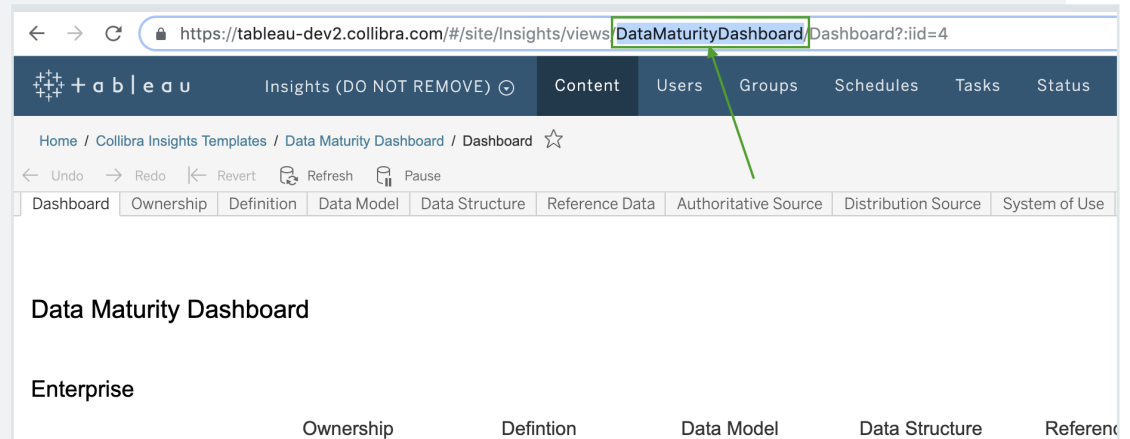 https://tableau-dev2.collibra.com/#/site/Insights/views/DataMaturityDashboard/Dashboard?:iid=4
+ a b | e a u Insights (DO NOT REMOVE) Content Users Groups Schedules Tasks Status
Home / Collibra Insights Templates / Data Maturity Dashboard / Dashboard
Undo Redo Revert Refresh Pause
Dashboard Ownership Definition Data Model Data Structure Reference Data Authoritative Source Distribution Source System of Use
Data Maturity Dashboard
Enterprise
Ownership Defintion Data Model Data Structure Referen